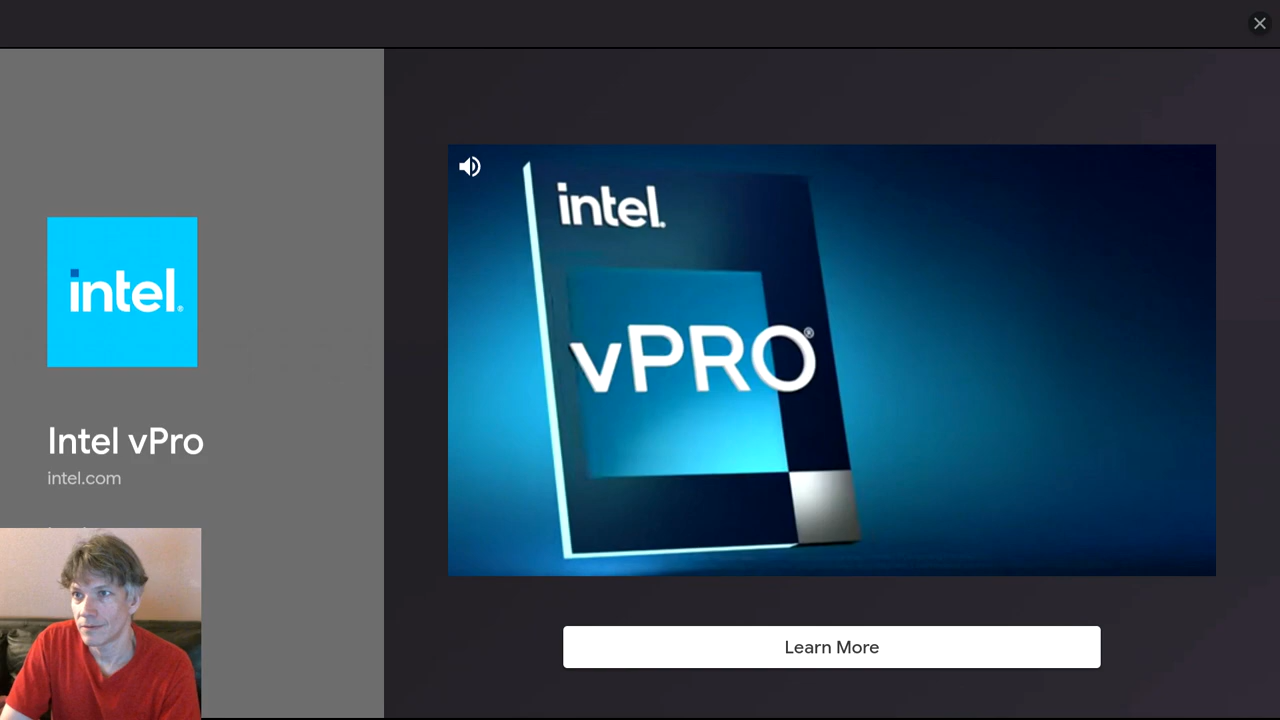 intel.
Intel vPro
intel.com
intel.
vPRO®
Learn More